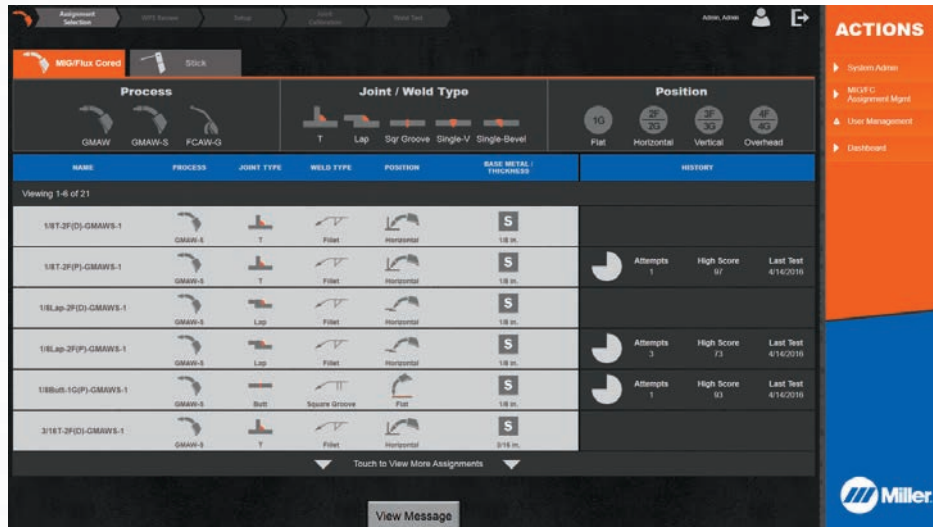 Assignment
Selection
WPS Review
Setup
Joint
Calibration
Weld Test
Admin, Admin
ACTIONS
System Admin
MIG/FC
Assignment Mgmt
User Management
Dashboard
MIG/Flux Cored
Stick
Process
GMAW
GMAW-S
FCAW-G
Joint / Weld Type
T
Lap
Sqr Groove
Single-V
Single-Bevel
Position
1G
2F
2G
3F
3G
4F
4G
Flat
Horizontal
Vertical
Overhead
NAME PROCESS JOINT TYPE WELD TYPE POSITION BASE METAL / THICKNESS HISTORY
Viewing 1-6 of 21
S
1/8T-2F(D)-GMAWS-1
GMAW-S T Fillet Horizontal 1/8 in.
S
1/8T-2F(P)-GMAWS-1
GMAW-S T Fillet Horizontal 1/8 in.
Attempts High Score Last Test
1 97 4/14/2016
S
1/8Lap-2F(D)-GMAWS-1
GMAW-S Lap Fillet Horizontal 1/8 in.
S
1/8Lap-2F(P)-GMAWS-1
GMAW-S Lap Fillet Horizontal 1/8 in.
Attempts High Score Last Test
3 73 4/14/2016
S
1/8Butt-1G(P)-GMAWS-1
GMAW-S Butt Square Groove Flat 1/8 in.
Attempts High Score Last Test
1 93 4/14/2016
S
3/16T-2F(D)-GMAWS-1
GMAW-S T Fillet Horizontal 3/16 in.
Touch to View More Assignments
View Message
Miller